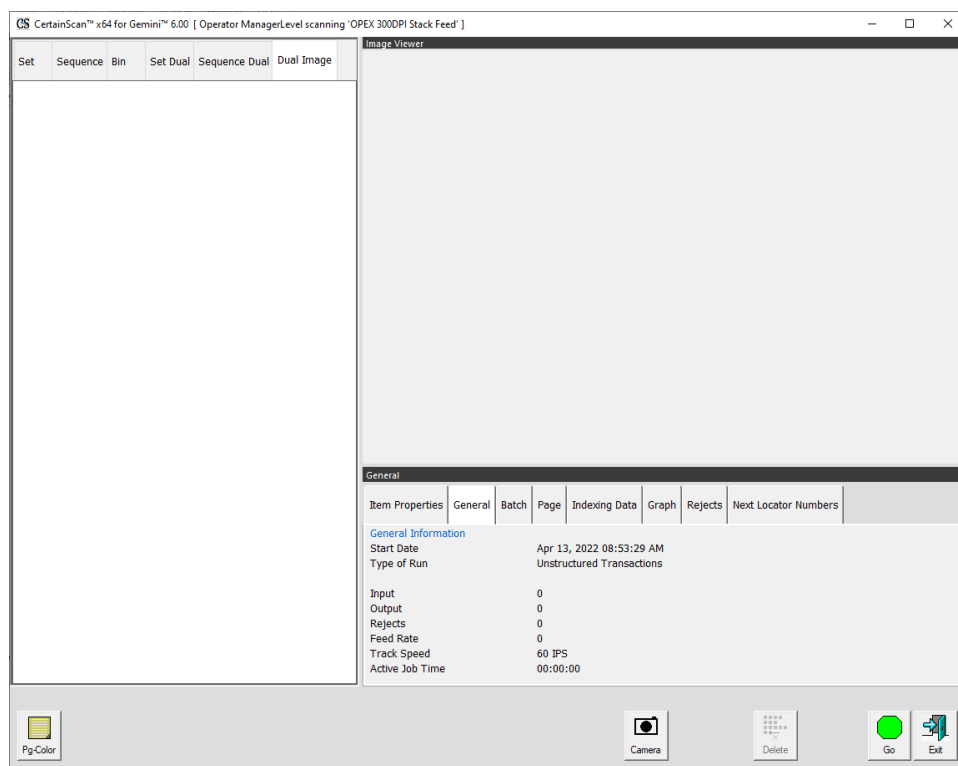 CS CertainScan™ x64 for Gemini™ 6.00 [ Operator ManagerLevel scanning 'OPEX 300DPI Stack Feed' ]
Set Sequence Bin Set Dual Sequence Dual Dual Image
Image Viewer
General
Item Properties General Batch Page Indexing Data Graph Rejects Next Locator Numbers
General Information
Start Date Apr 13, 2022 08:53:29 AM
Type of Run Unstructured Transactions
Input 0
Output 0
Rejects 0
Feed Rate 0
Track Speed 60 IPS
Active Job Time 00:00:00
Pg-Color Camera Delete Go Exit